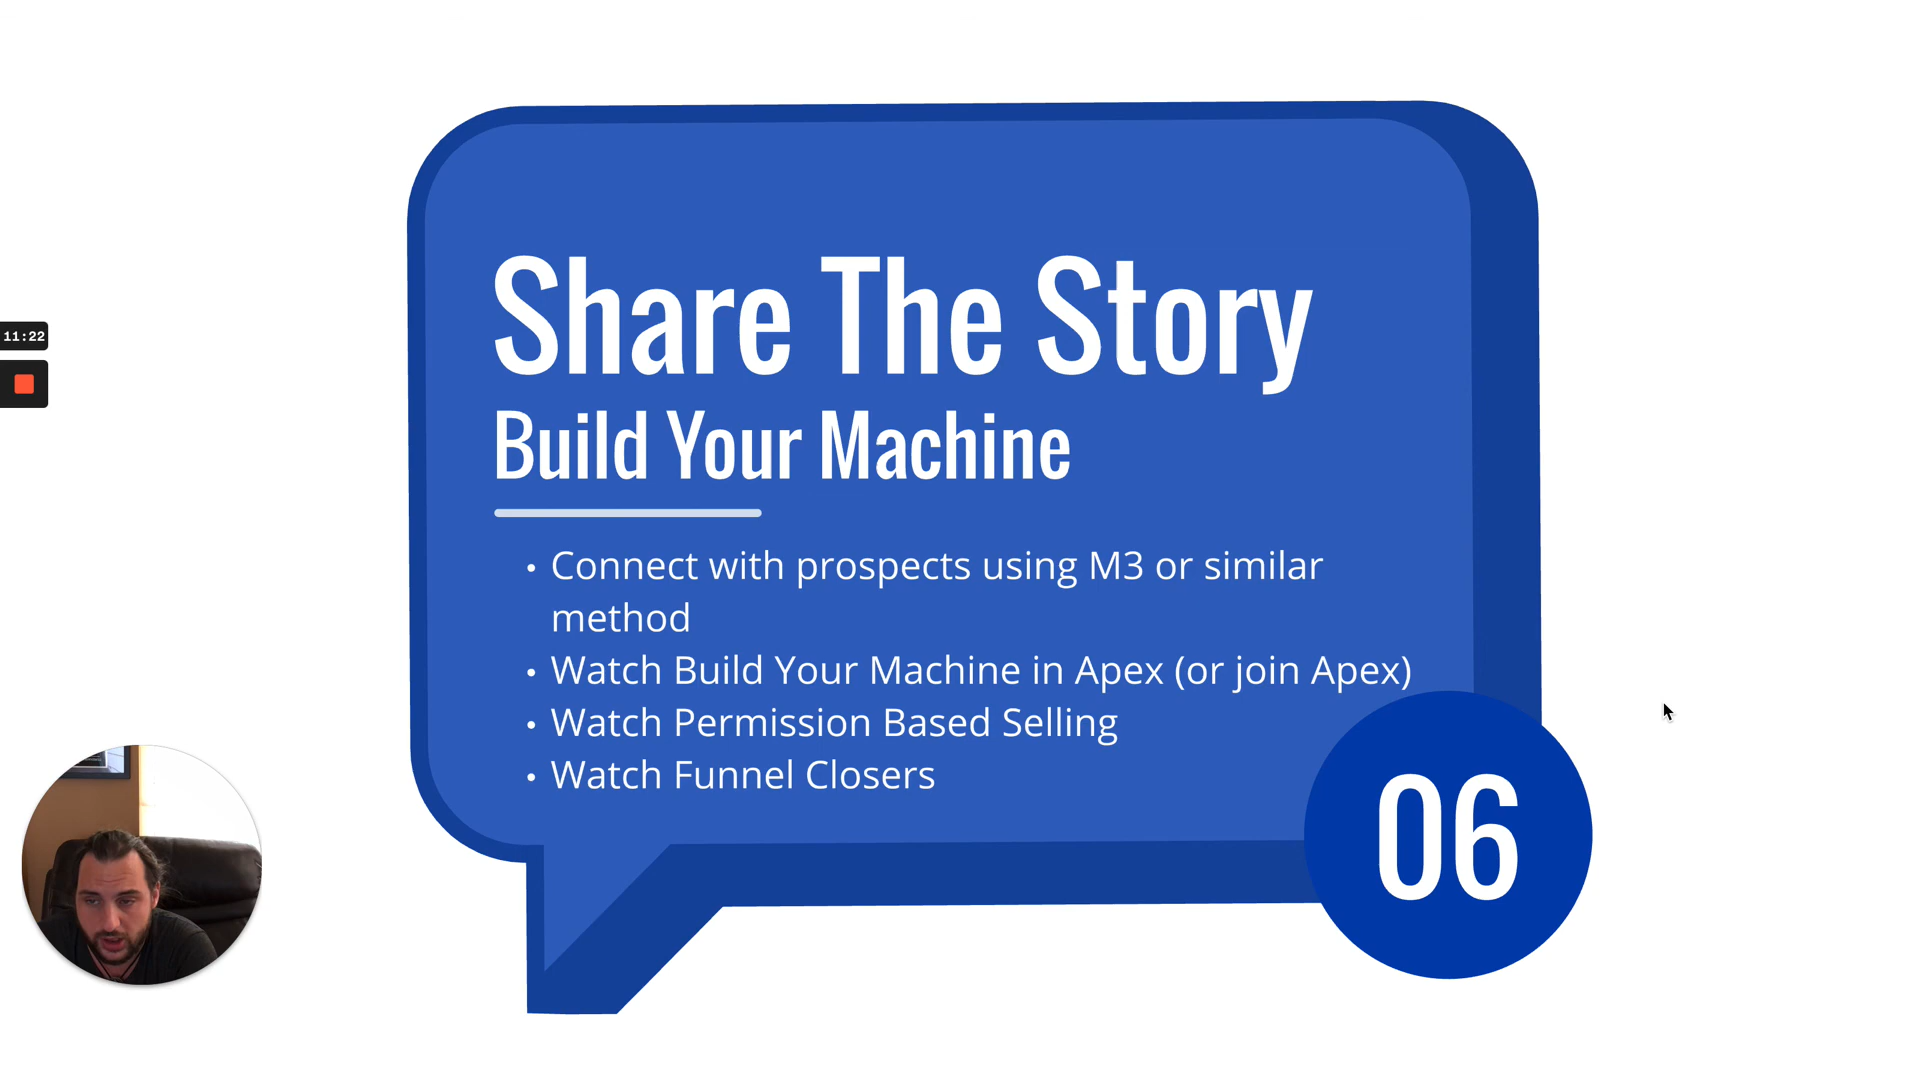 Share The Story
Build Your Machine
11:22
• Connect with prospects using M3 or similar
method
• Watch Build Your Machine in Apex (or join Apex)
• Watch Permission Based Selling
• Watch Funnel Closers
06